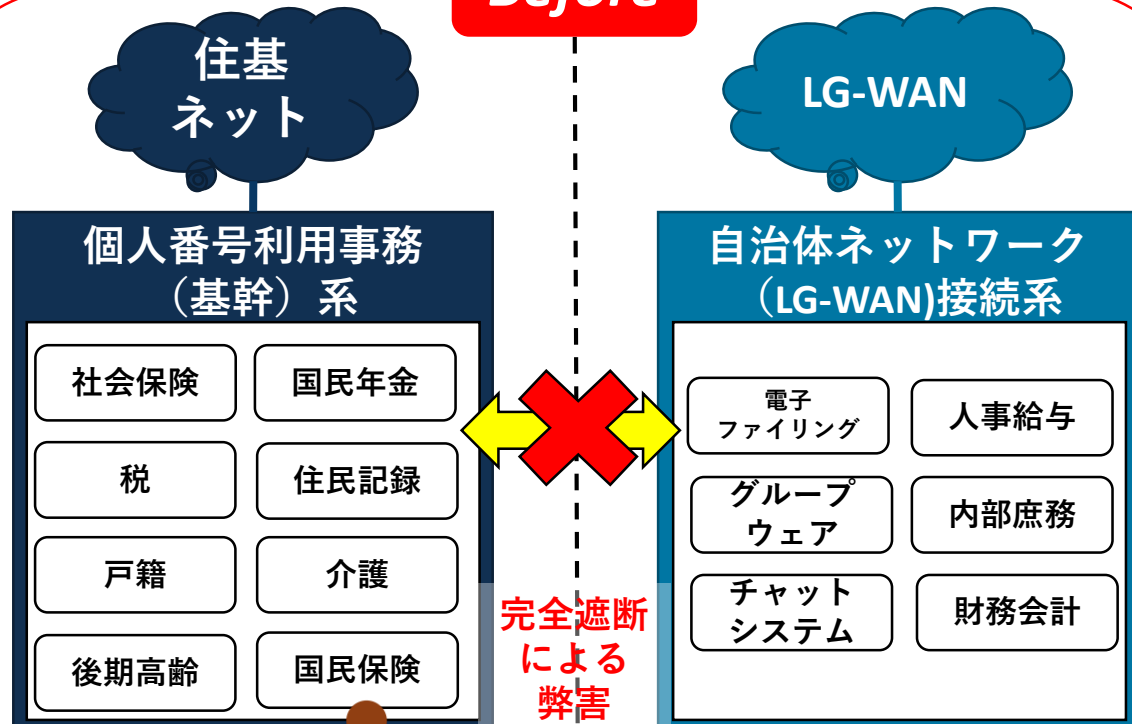 Before
住基
ネット
LG-WAN
個人番号利用事務
（基幹）系
自治体ネットワーク
（LG-WAN)接続系
社会保険
国民年金
税
住民記録
戸籍
介護
後期高齢
国民保険
電子
ファイリング
人事給与
グループ
ウェア
内部庶務
チャット
システム
財務会計
完全遮断
による
弊害